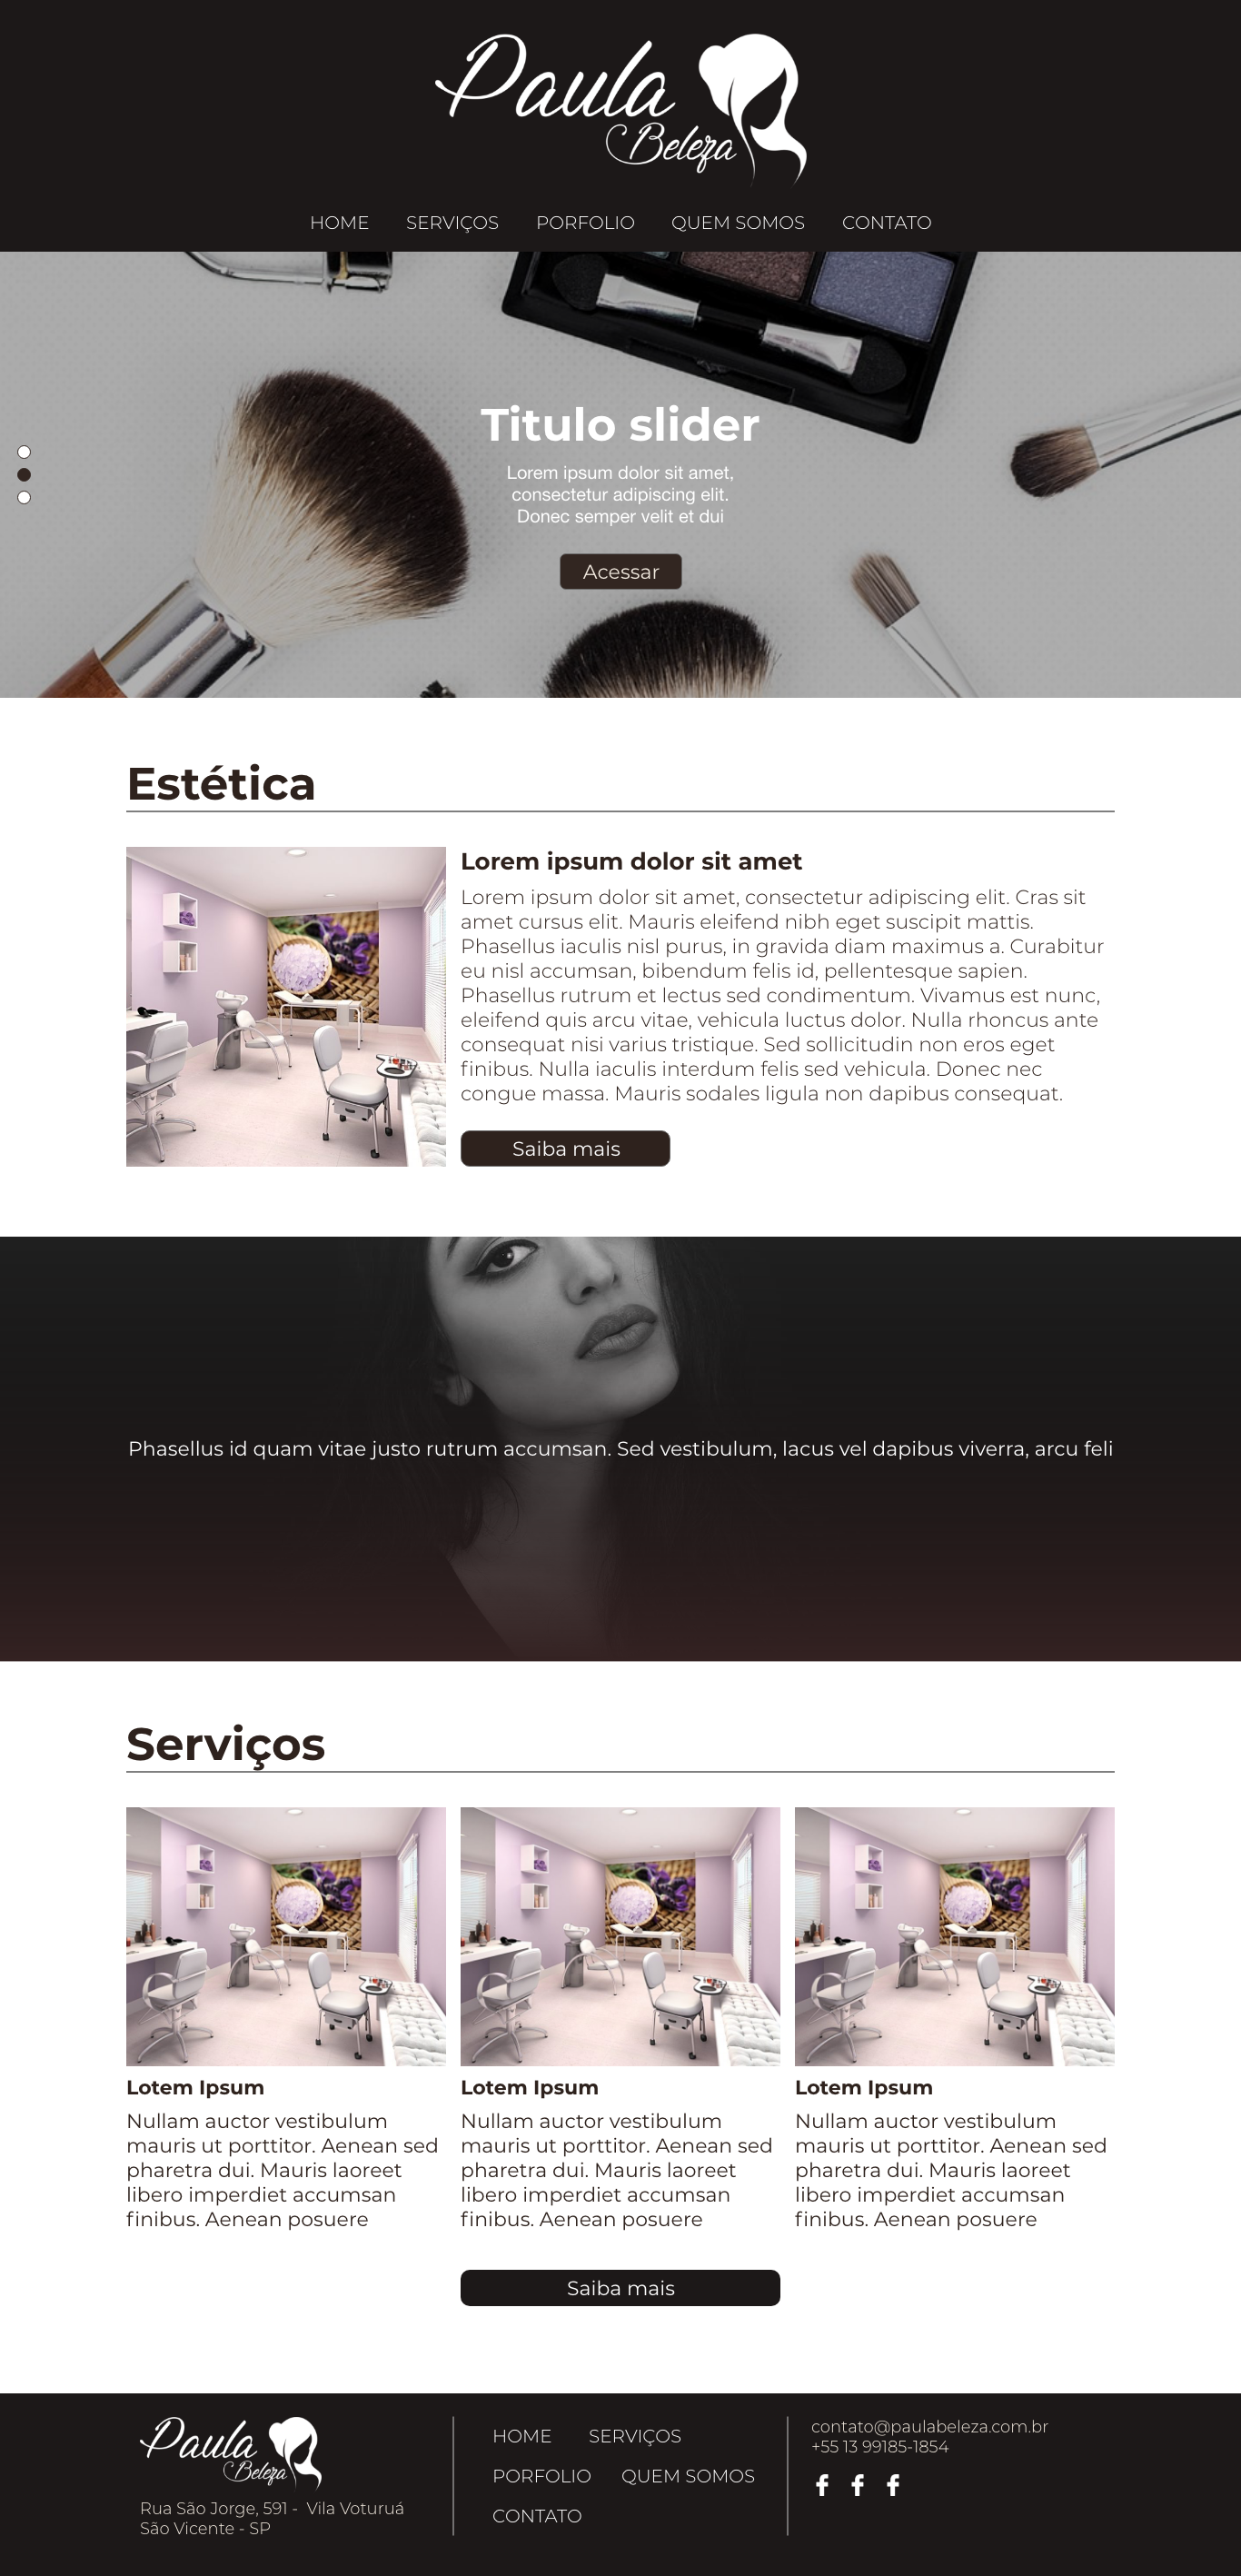 Paula
Beleza
HOME SERVIÇOS PORFOLIO QUEM SOMOS CONTATO
Titulo slider
Lorem ipsum dolor sit amet,
consectetur adipiscing elit.
Donec semper velit et dui
Acessar
Estética
Lorem ipsum dolor sit amet
Lorem ipsum dolor sit amet, consectetur adipiscing elit. Cras sit
amet cursus elit. Mauris eleifend nibh eget suscipit mattis.
Phasellus iaculis nisl purus, in gravida diam maximus a. Curabitur
eu nisl accumsan, bibendum felis id, pellentesque sapien.
Phasellus rutrum et lectus sed condimentum. Vivamus est nunc,
eleifend quis arcu vitae, vehicula luctus dolor. Nulla rhoncus ante
consequat nisi varius tristique. Sed sollicitudin non eros eget
finibus. Nulla iaculis interdum felis sed vehicula. Donec nec
congue massa. Mauris sodales ligula non dapibus consequat.
Saiba mais
Phasellus id quam vitae justo rutrum accumsan. Sed vestibulum, lacus vel dapibus viverra, arcu feli
Serviços
Lotem Ipsum
Nullam auctor vestibulum
mauris ut porttitor. Aenean sed
pharetra dui. Mauris laoreet
libero imperdiet accumsan
finibus. Aenean posuere
Lotem Ipsum
Nullam auctor vestibulum
mauris ut porttitor. Aenean sed
pharetra dui. Mauris laoreet
libero imperdiet accumsan
finibus. Aenean posuere
Lotem Ipsum
Nullam auctor vestibulum
mauris ut porttitor. Aenean sed
pharetra dui. Mauris laoreet
libero imperdiet accumsan
finibus. Aenean posuere
Saiba mais
Paula
Beleza
Rua São Jorge, 591 - Vila Voturuá
São Vicente - SP
HOME SERVIÇOS
PORFOLIO QUEM SOMOS
CONTATO
contato@paulabeleza.com.br
+55 13 99185-1854